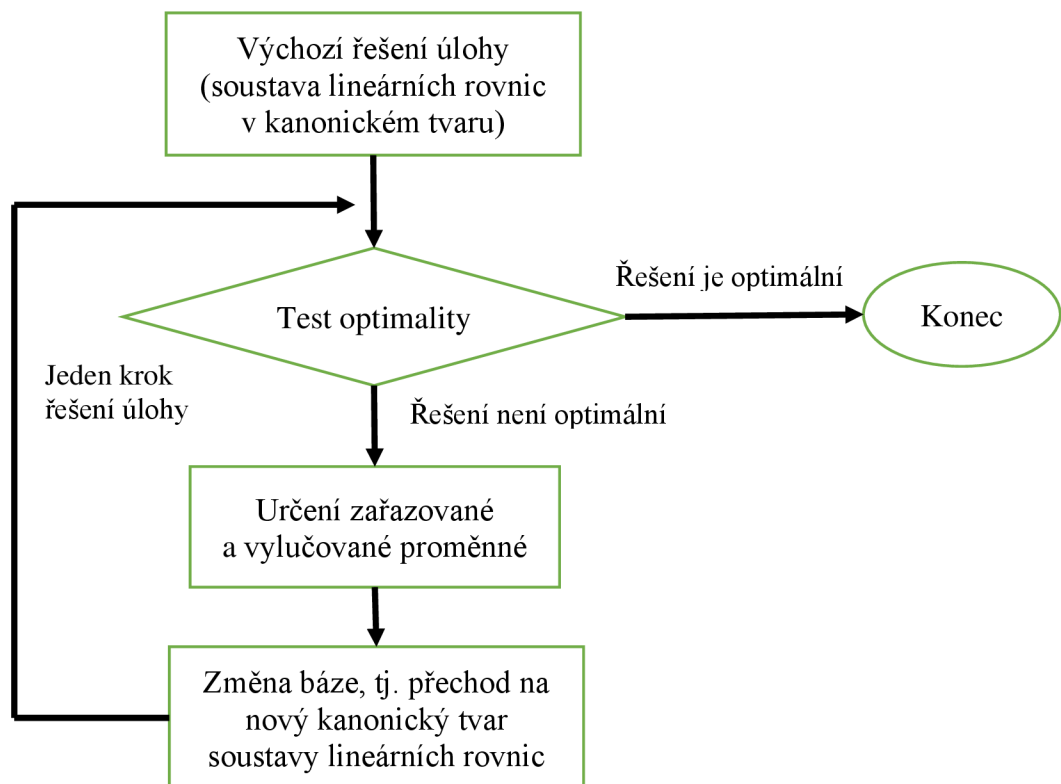 Výchozí řešení úlohy
(soustava lineárních rovnic
v kanonickém tvaru)
Řešení je optimální
Test optimality
Konec
Jeden krok
řešení úlohy
Řešení není optimální
Určení zařazované
a vylučované proměnné
Změna báze, tj. přechod na
nový kanonický tvar
soustavy lineárních rovnic